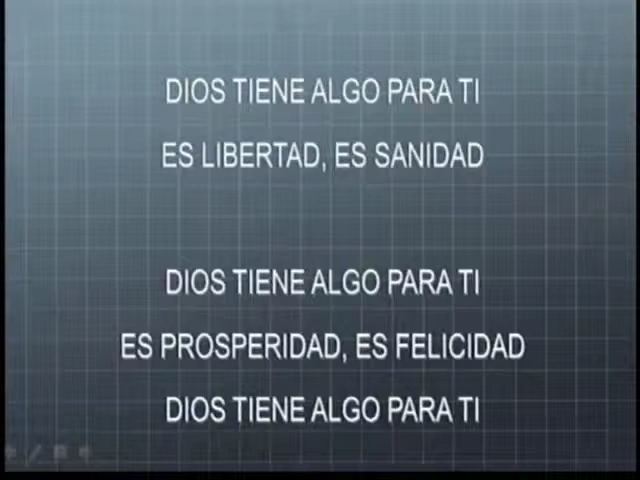 DIOS TIENE ALGO PARA TI
ES LIBERTAD, ES SANIDAD
DIOS TIENE ALGO PARA TI
ES PROSPERIDAD, ES FELICIDAD
DIOS TIENE ALGO PARA TI